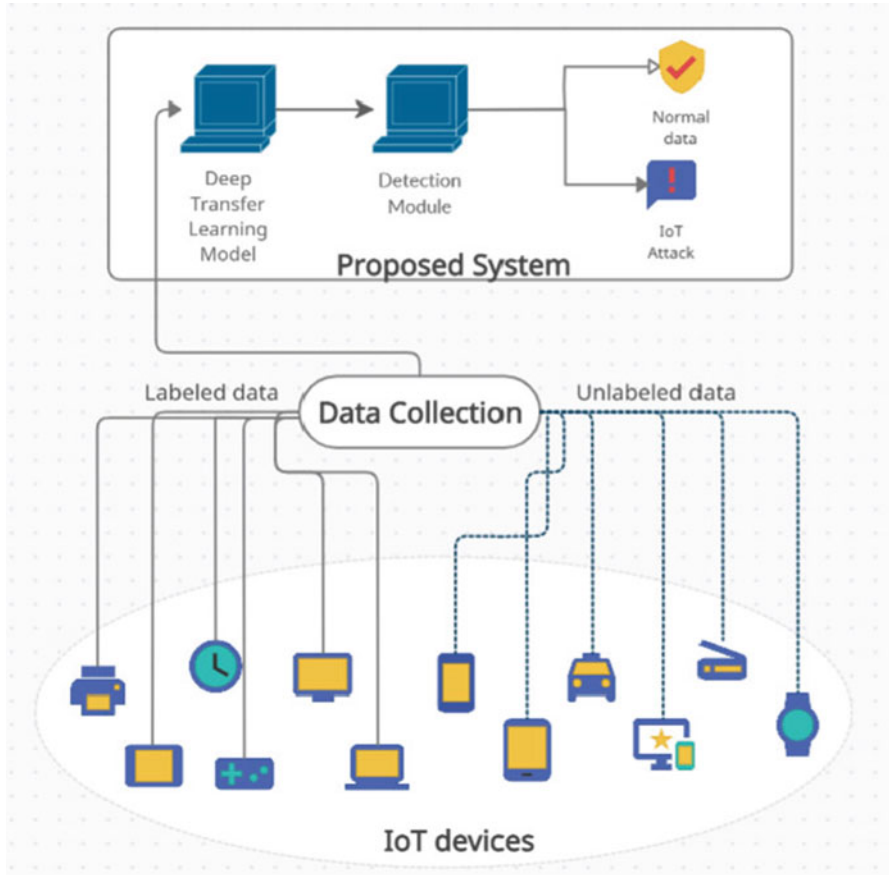 Normal
data
Deep
Transfer
Learning
Model
Detection
Module
IoT
Attack
Proposed System
Labeled data
Data Collection
Unlabeled data
IoT devices